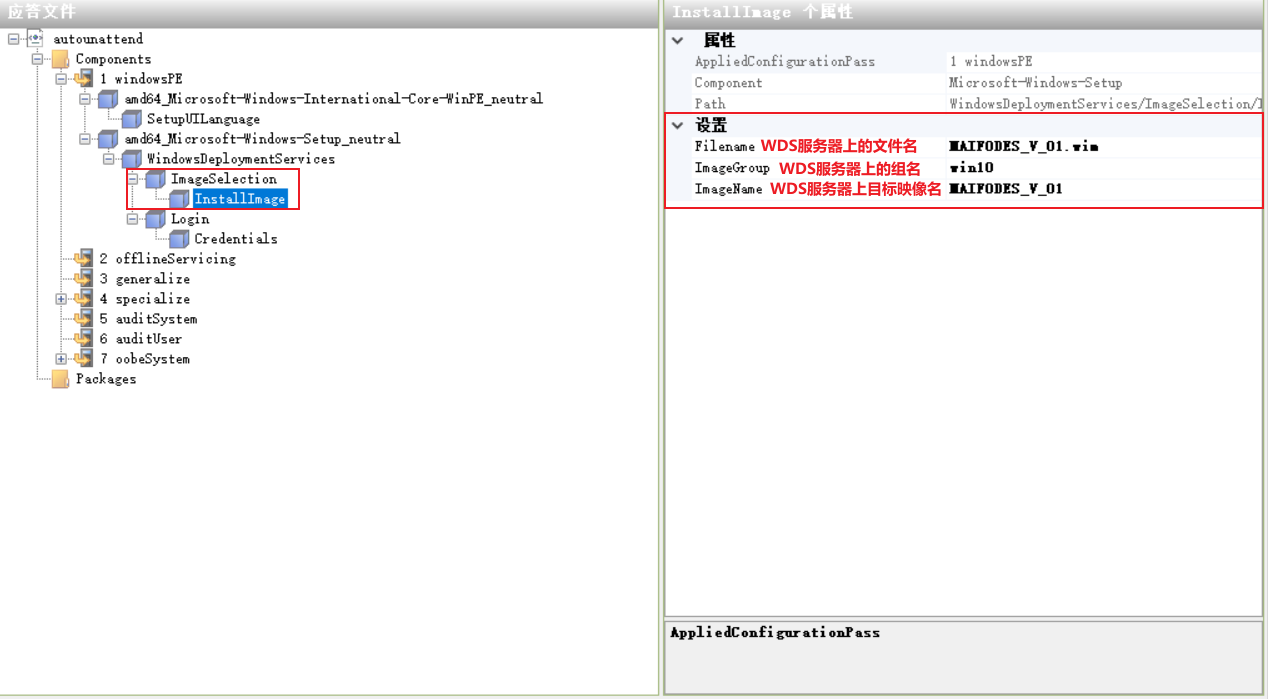 应答文件
autounattend
Components
1 windowsPE
amd64_Microsoft-Windows-International-Core-WinPE_neutral
SetupUILanguage
amd64_Microsoft-Windows-Setup_neutral
WindowsDeploymentServices
ImageSelection
InstallImage
Login
Credentials
2 offlineServicing
3 generalize
4 specialize
5 auditSystem
6 auditUser
7 oobeSystem
Packages
InstallImage 个属性
属性
AppliedConfigurationPass 1 windowsPE
Component Microsoft-Windows-Setup
Path WindowsDeploymentServices/ImageSelection/
设置
Filename WDS服务器上的文件名 MAIFODES_V_01.wim
ImageGroup WDS服务器上的组名 win10
ImageName WDS服务器上目标映像名 MAIFODES_V_01
AppliedConfigurationPass